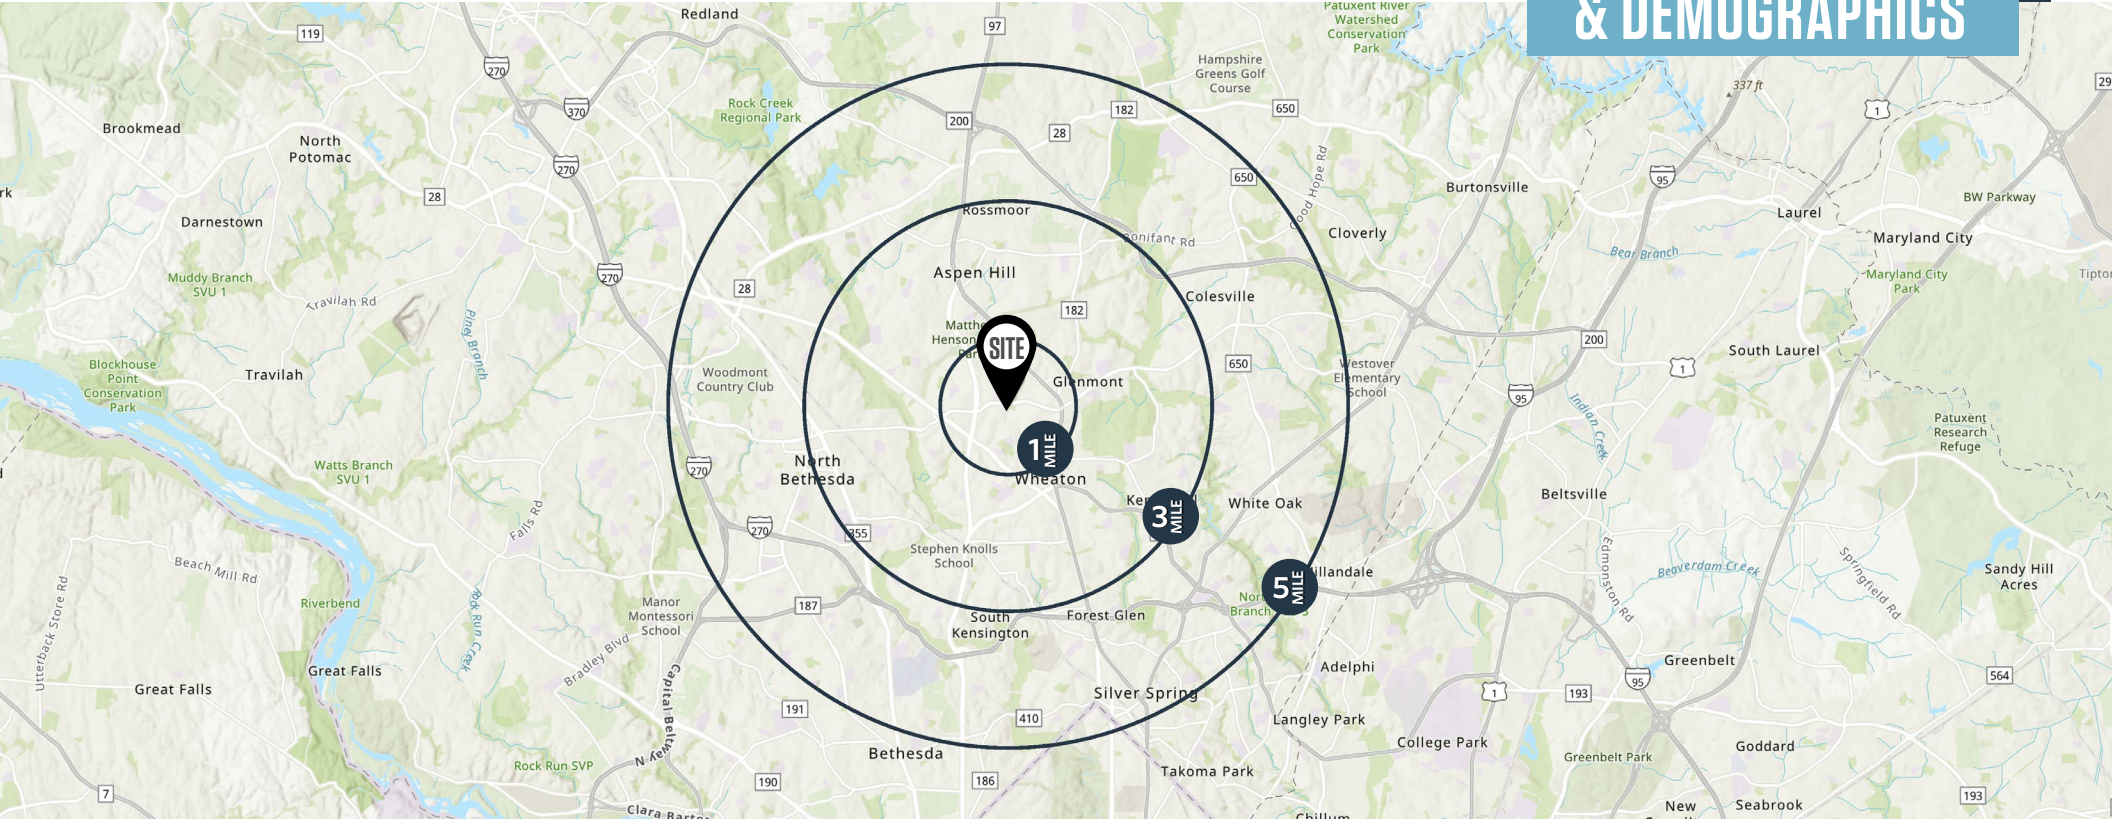 & DEMOGRAPHICS
Redland
97
Patuxent River
Watershed
Conservation
Park
119
270
Hampshire
Greens Golf
Course
337 ft
29
370
Rock Creek
Regional Park
182
650
1
Brookmead
North
Potomac
200
28
270
650
95
rk
28
Good Hope Rd
Burtonsville
BW Parkway
Darnestown
Rossmoor
Laurel
Bonifant Rd
Cloverly
Maryland City
Bear Branch
Muddy Branch
SVU 1
270
Aspen Hill
Maryland City
Park
Travilah Rd
28
Colesville
182
Piney Branch
Matthe
Henson
Par
SITE
200
South Laurel
Blockhouse
Point
Conservation
Park
Travilah
Woodmont
Country Club
Glenmont
650
Westover
Elementary
School
1
95
Indian Creek
Patuxent
Research
Refuge
1 MILE
Watts Branch
SVU 1
270
North
Bethesda
Wheaton
3 MILE
White Oak
Beltsville
Falls Rd
270
355
Stephen Knolls
School
Edmonston Rd
Springfield Rd
Beach Mill Rd
5 MILE
illandale
Beaverdam Creek
Sandy Hill
Acres
Utterback Store Rd
Riverbend
Rock Run Creek
Manor
Montessori
School
187
South
Kensington
Forest Glen
Bradley Blvd
Great Falls
Great Falls
Capital Beltway N
Adelphi
Greenbelt
564
95
Silver Spring
1
193
191
410
Langley Park
College Park
Bethesda
Goddard
Rock Run SVP
Takoma Park
Greenbelt Park
7
190
186
193
New
Seabrook
Clara Barto
Chillum